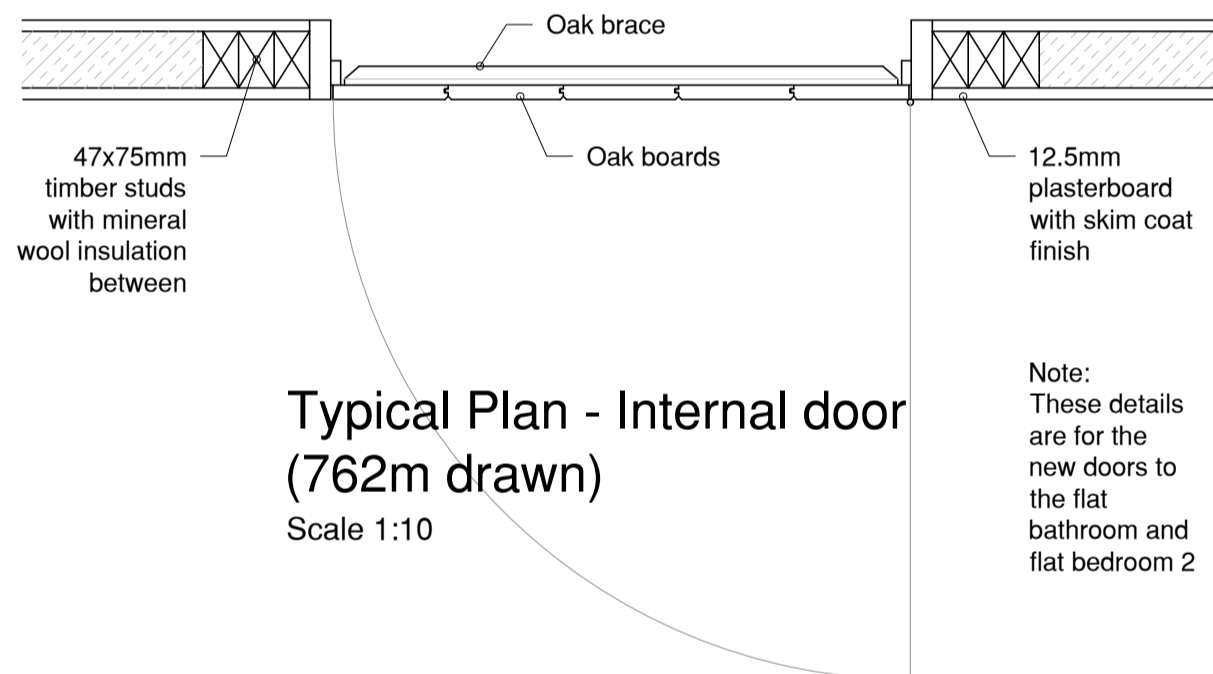 Oak brace
47x75mm
timber studs
with mineral
wool insulation
between
Oak boards
12.5mm
plasterboard
with skim coat
finish
Typical Plan - Internal door
(762m drawn)
Scale 1:10
Note:
These details
are for the
new doors to
the flat
bathroom and
flat bedroom 2